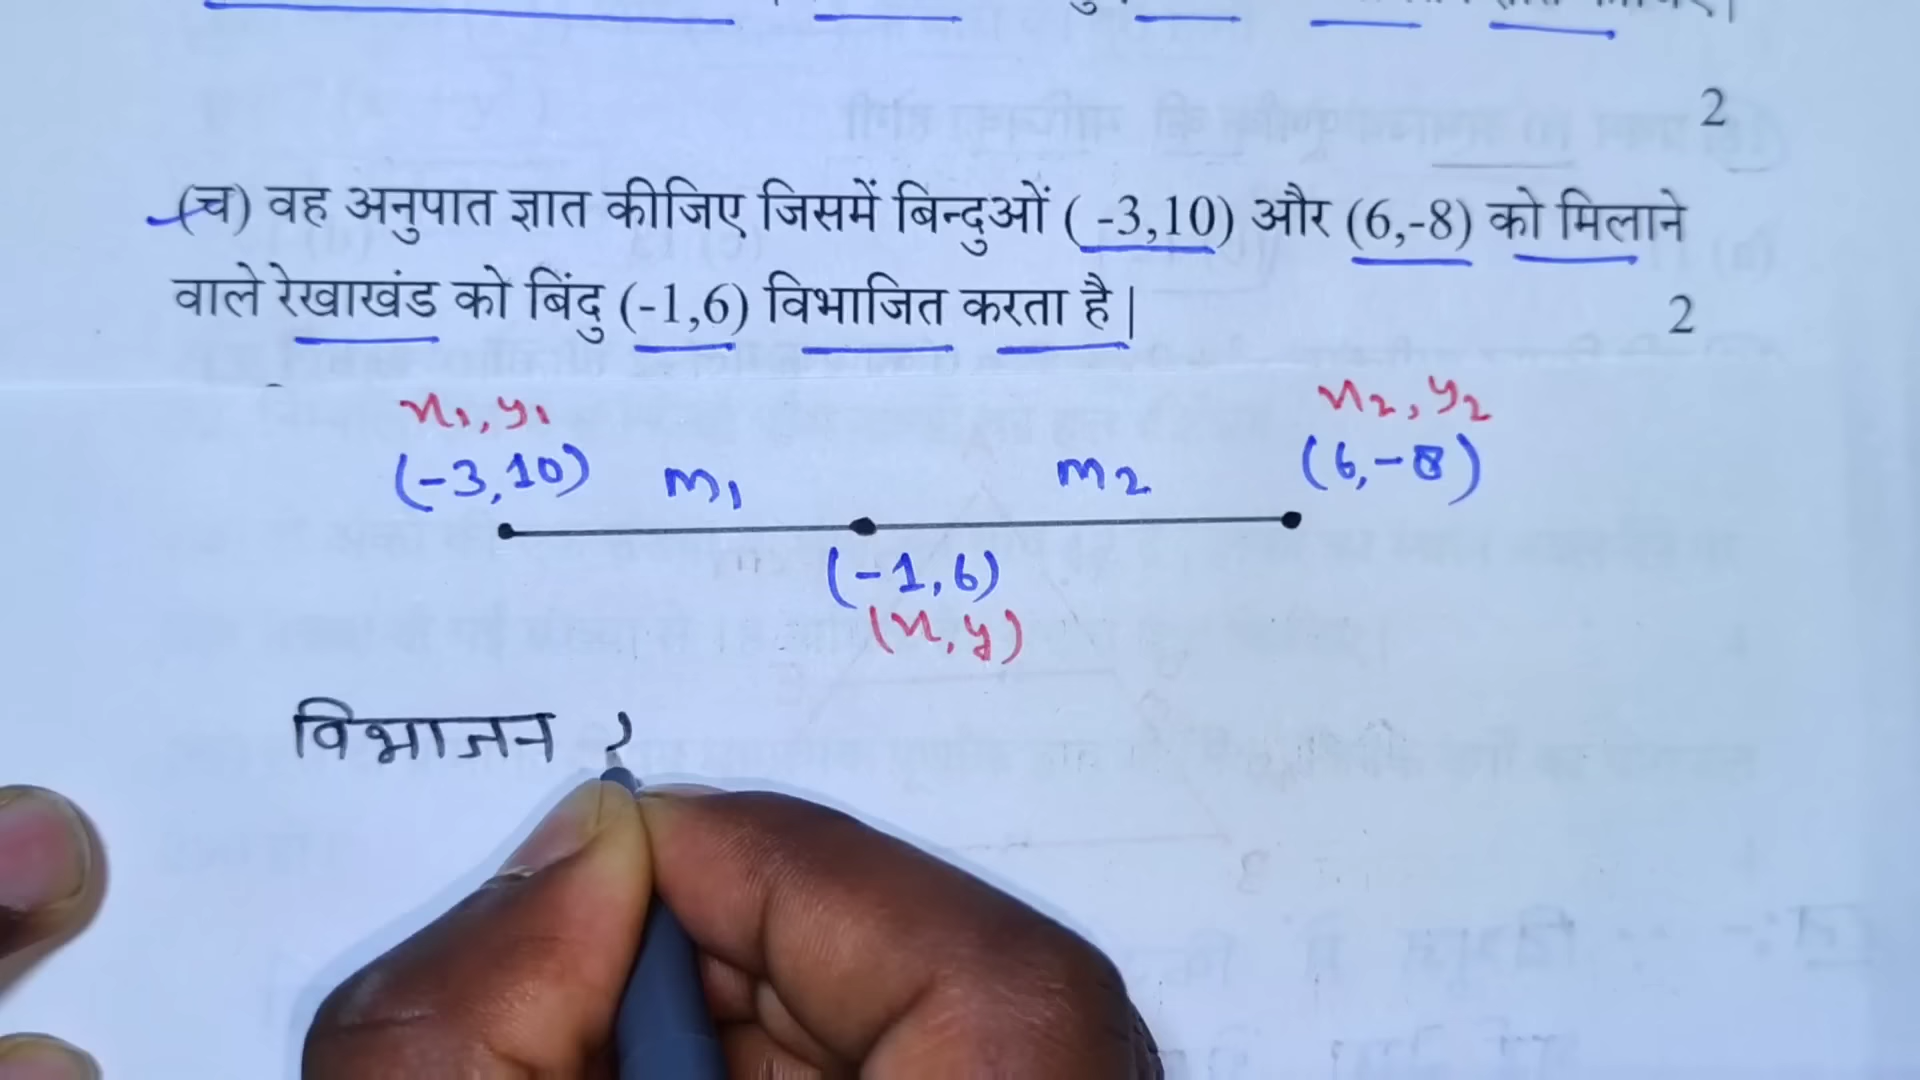 2
(च) वह अनुपात ज्ञात कीजिए जिसमें बिन्दुओं ( -3,10) और (6,-8) को मिलाने
वाले रेखाखंड को बिंदु (-1,6) विभाजित करता है|
2
x₁,y₁
x₂,y₂
(-3,10)
m₁
m₂
(6,-8)
(-1,6)
(x,y)
विभाजन